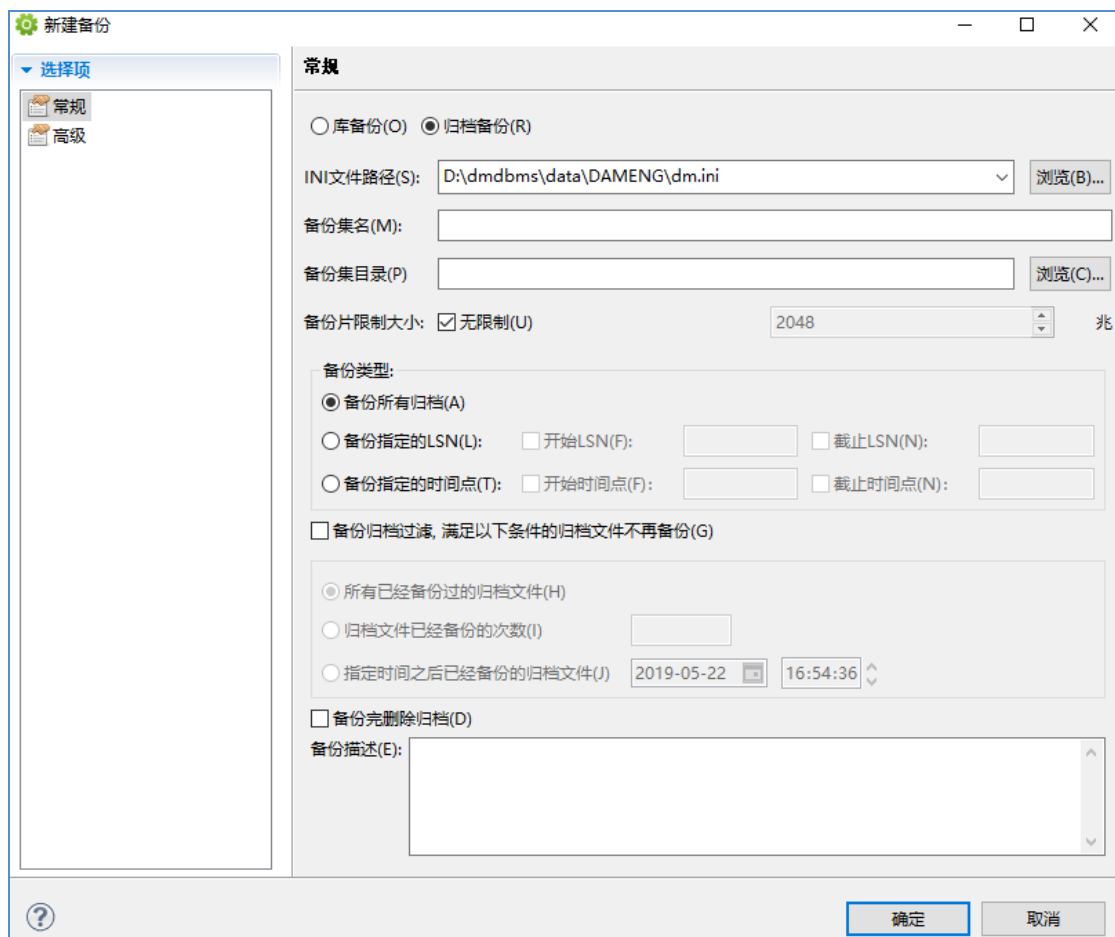 新建备份
选择项
常规
高级
常规
库备份(O) 归档备份(R)
INI文件路径(S): D:\dmdbms\data\DAMENG\dm.ini 浏览(B)...
备份集名(M):
备份集目录(P) 浏览(C)...
备份片限制大小: 无限制(U) 2048 兆
备份类型:
备份所有归档(A)
备份指定的LSN(L): 开始LSN(F): 截止LSN(N):
备份指定的时间点(T): 开始时间点(F): 截止时间点(N):
备份归档过滤, 满足以下条件的归档文件不再备份(G)
所有已经备份过的归档文件(H)
归档文件已经备份的次数(I)
指定时间之后已经备份的归档文件(J) 2019-05-22 16:54:36
备份完删除归档(D)
备份描述(E):
确定 取消